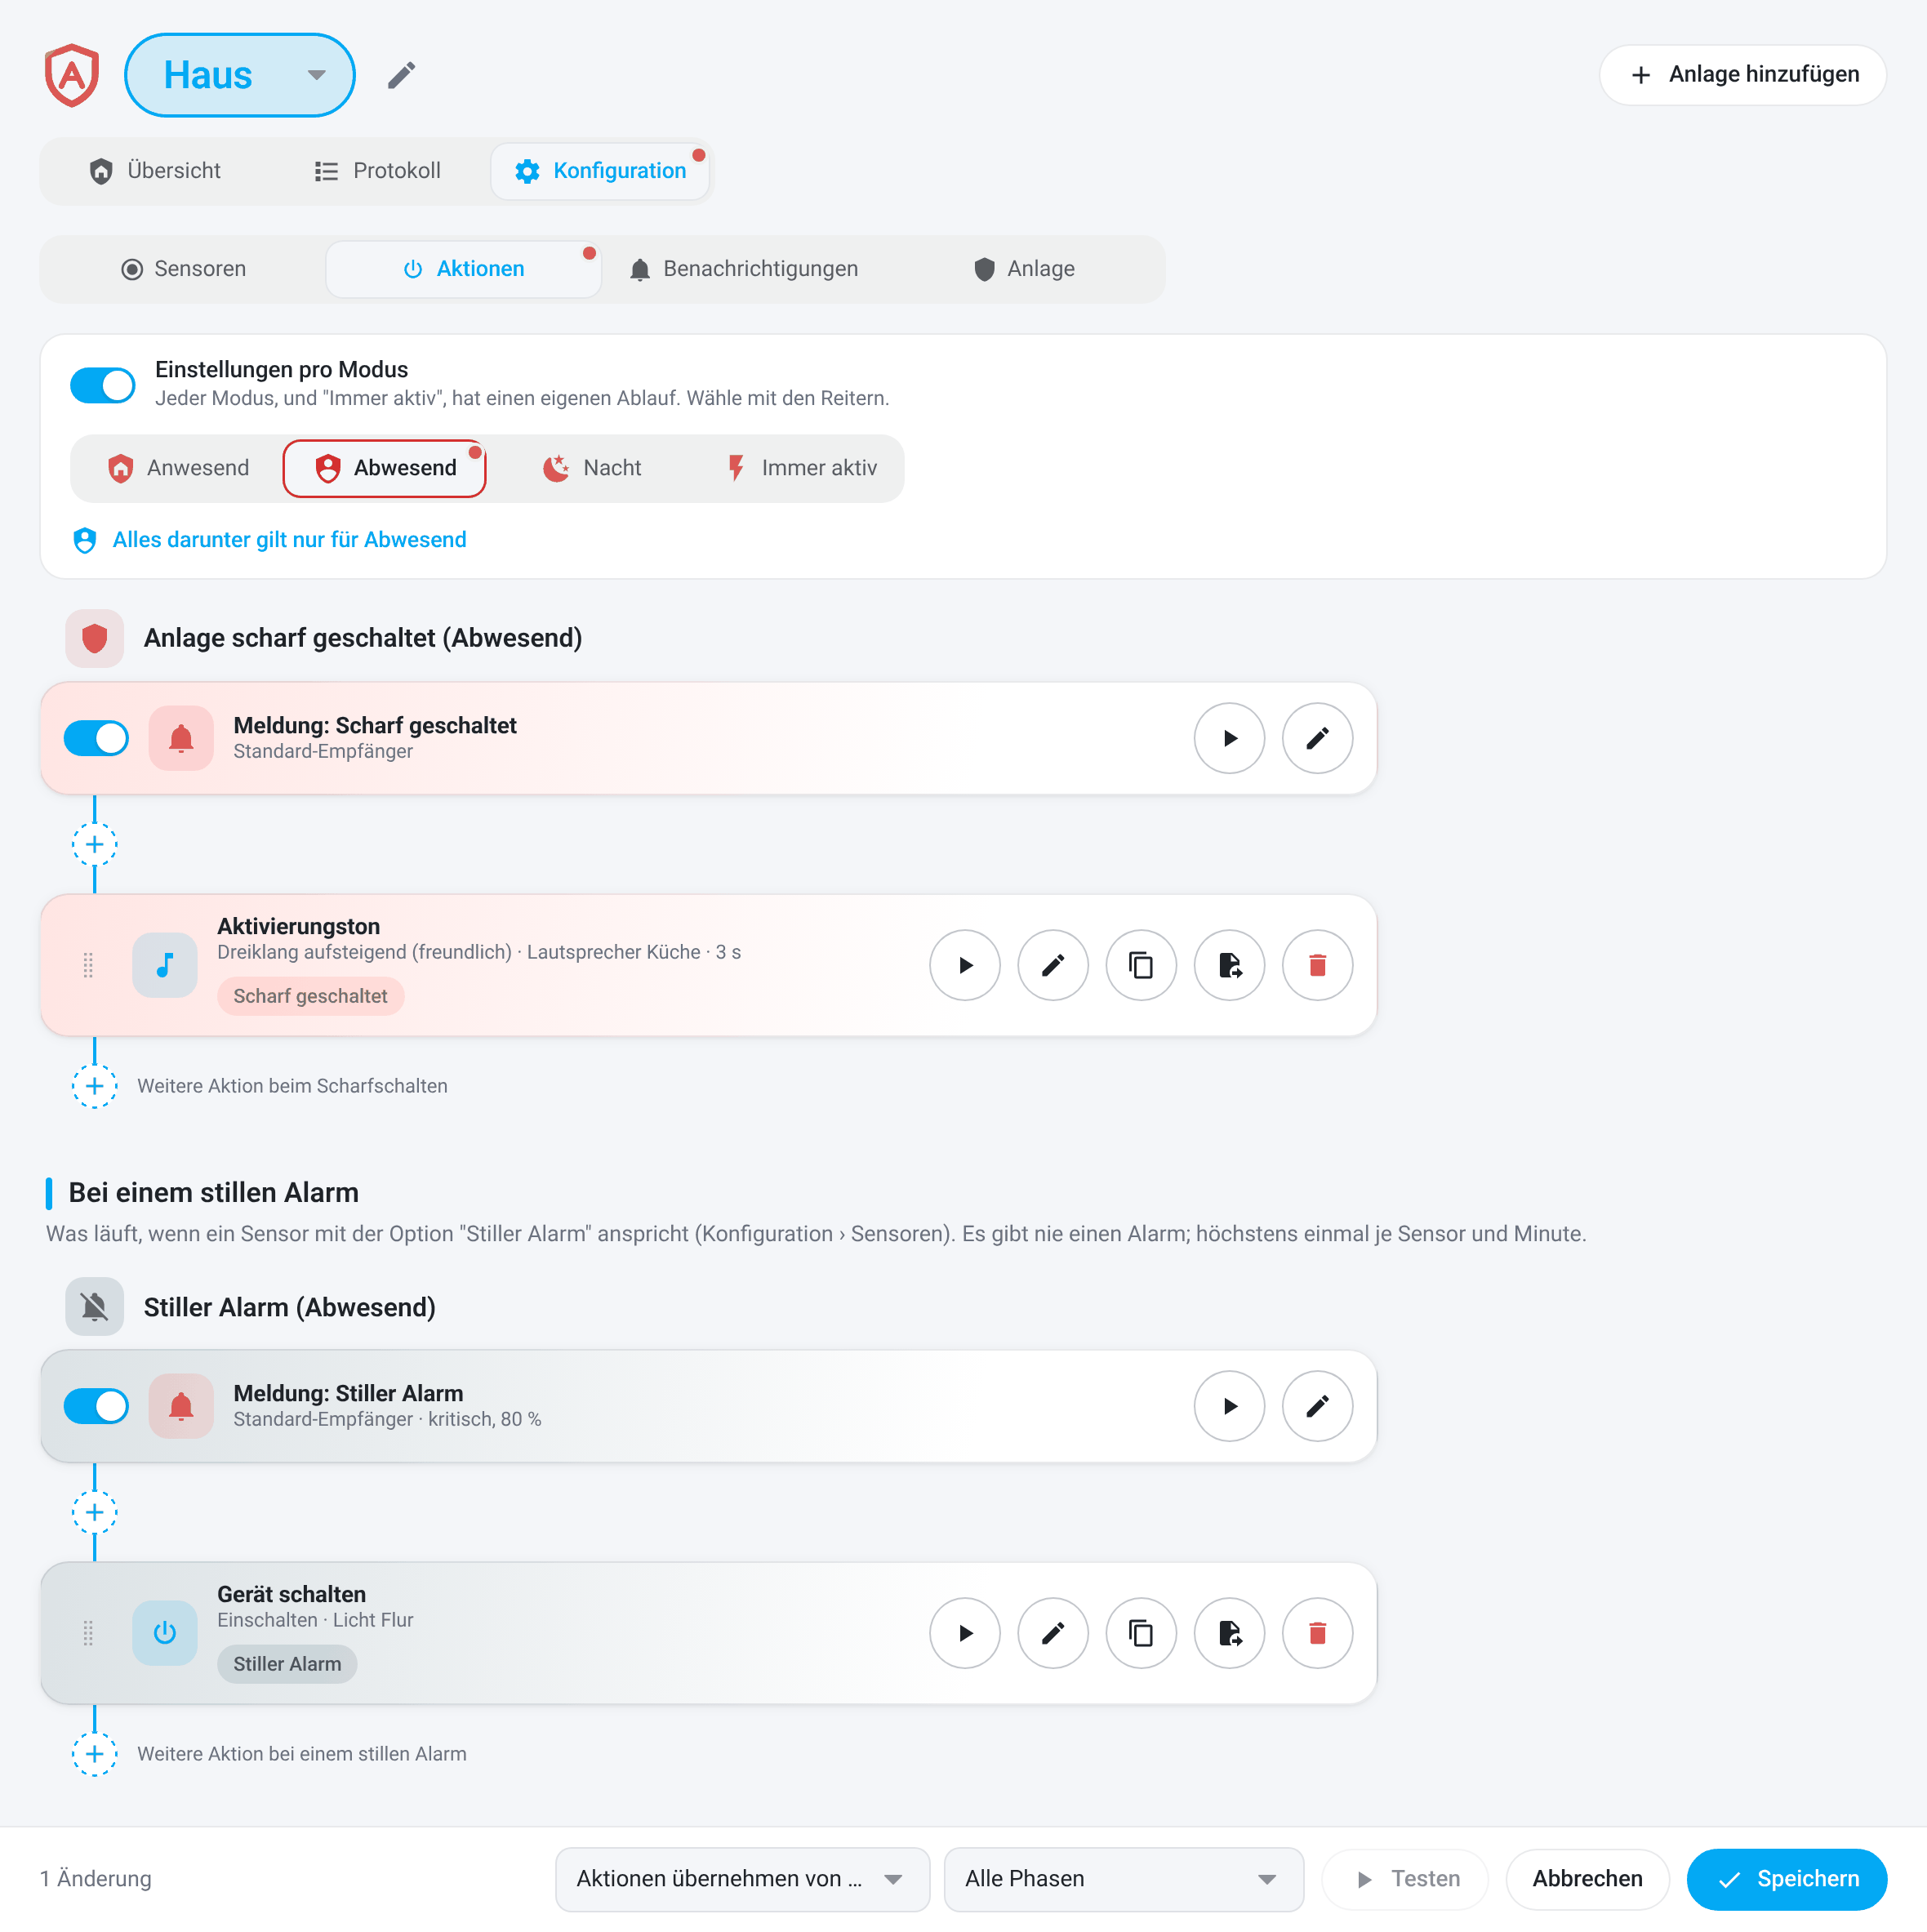 Haus
Anlage hinzufügen
Übersicht
Protokoll
Konfiguration
Sensoren
Aktionen
Benachrichtigungen
Anlage
Einstellungen pro Modus
Jeder Modus, und "Immer aktiv", hat einen eigenen Ablauf. Wähle mit den Reitern.
Anwesend
Abwesend
Nacht
Immer aktiv
Alles darunter gilt nur für Abwesend
Anlage scharf geschaltet (Abwesend)
Meldung: Scharf geschaltet
Standard-Empfänger
Aktivierungston
Dreiklang aufsteigend (freundlich) · Lautsprecher Küche · 3 s
Scharf geschaltet
Weitere Aktion beim Scharfschalten
Bei einem stillen Alarm
Was läuft, wenn ein Sensor mit der Option "Stiller Alarm" anspricht (Konfiguration › Sensoren). Es gibt nie einen Alarm; höchstens einmal je Sensor und Minute.
Stiller Alarm (Abwesend)
Meldung: Stiller Alarm
Standard-Empfänger · kritisch, 80 %
Gerät schalten
Einschalten · Licht Flur
Stiller Alarm
Weitere Aktion bei einem stillen Alarm
1 Änderung
Aktionen übernehmen von ...
Alle Phasen
Testen
Abbrechen
Speichern